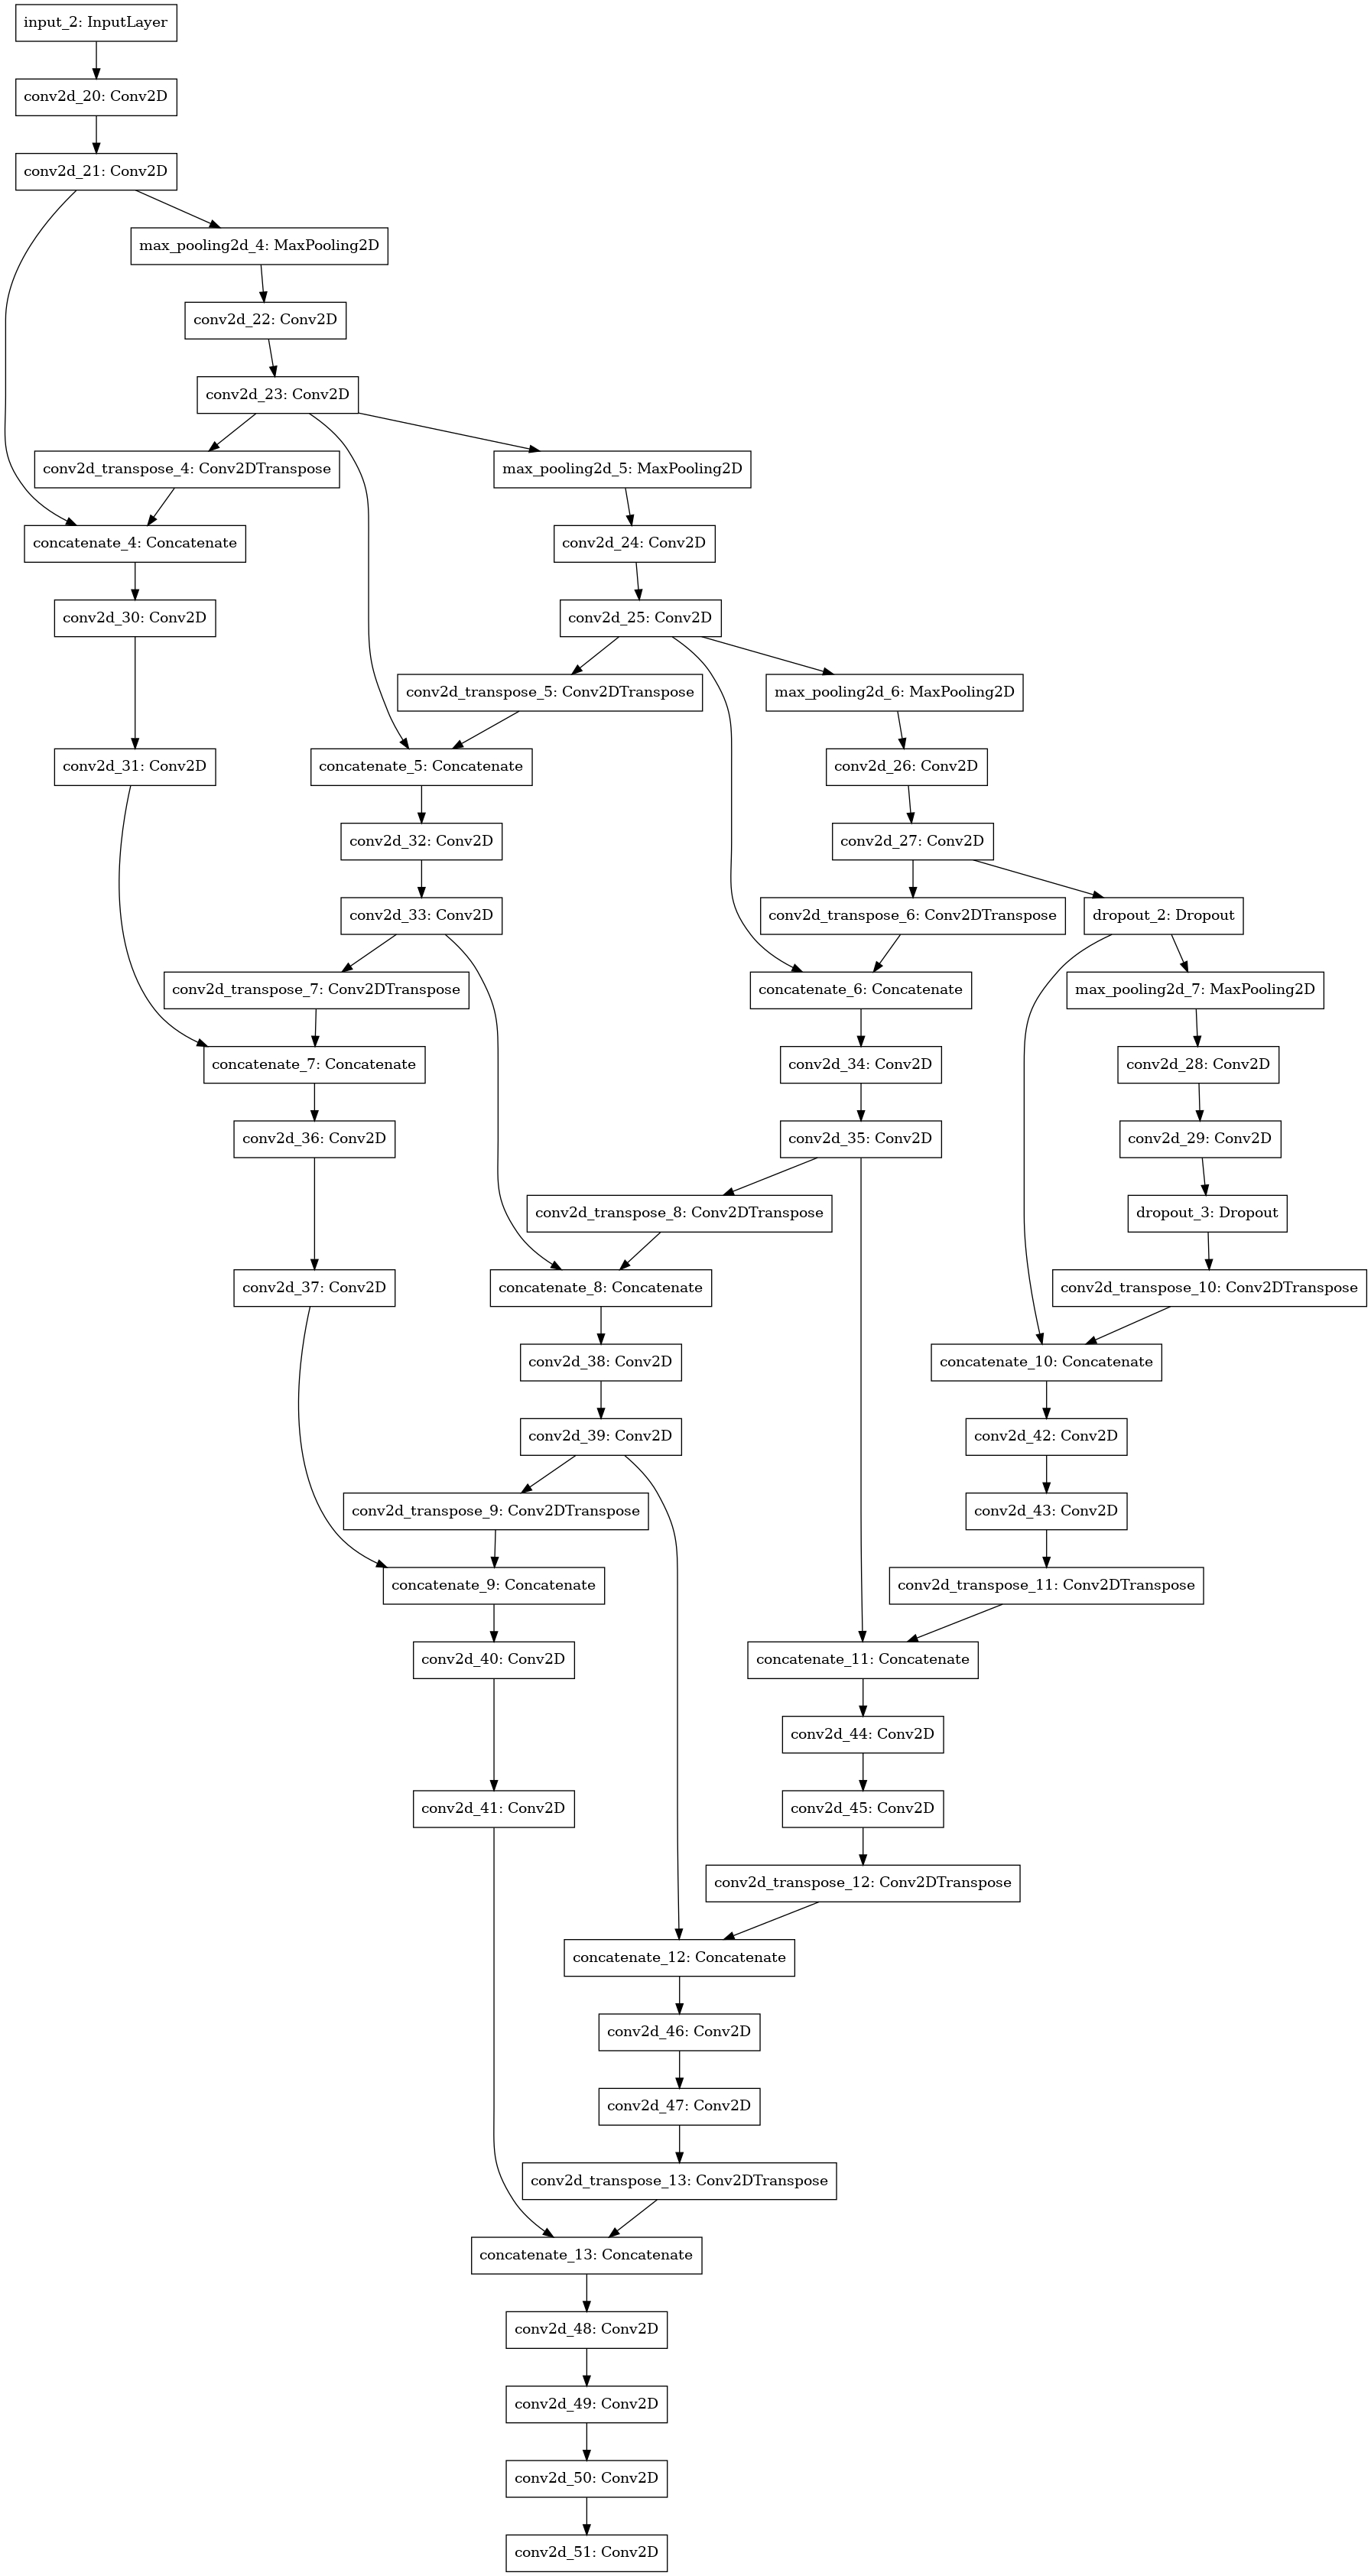 input_2: InputLayer
conv2d_20: Conv2D
conv2d_21: Conv2D
max_pooling2d_4: MaxPooling2D
conv2d_22: Conv2D
conv2d_23: Conv2D
conv2d_transpose_4: Conv2DTranspose
max_pooling2d_5: MaxPooling2D
concatenate_4: Concatenate
conv2d_24: Conv2D
conv2d_30: Conv2D
conv2d_25: Conv2D
conv2d_transpose_5: Conv2DTranspose
max_pooling2d_6: MaxPooling2D
conv2d_31: Conv2D
concatenate_5: Concatenate
conv2d_26: Conv2D
conv2d_32: Conv2D
conv2d_27: Conv2D
conv2d_33: Conv2D
conv2d_transpose_6: Conv2DTranspose
dropout_2: Dropout
conv2d_transpose_7: Conv2DTranspose
concatenate_6: Concatenate
max_pooling2d_7: MaxPooling2D
concatenate_7: Concatenate
conv2d_34: Conv2D
conv2d_28: Conv2D
conv2d_36: Conv2D
conv2d_35: Conv2D
conv2d_29: Conv2D
conv2d_transpose_8: Conv2DTranspose
dropout_3: Dropout
conv2d_37: Conv2D
concatenate_8: Concatenate
conv2d_transpose_10: Conv2DTranspose
conv2d_38: Conv2D
concatenate_10: Concatenate
conv2d_39: Conv2D
conv2d_42: Conv2D
conv2d_transpose_9: Conv2DTranspose
conv2d_43: Conv2D
concatenate_9: Concatenate
conv2d_transpose_11: Conv2DTranspose
conv2d_40: Conv2D
concatenate_11: Concatenate
conv2d_44: Conv2D
conv2d_41: Conv2D
conv2d_45: Conv2D
conv2d_transpose_12: Conv2DTranspose
concatenate_12: Concatenate
conv2d_46: Conv2D
conv2d_47: Conv2D
conv2d_transpose_13: Conv2DTranspose
concatenate_13: Concatenate
conv2d_48: Conv2D
conv2d_49: Conv2D
conv2d_50: Conv2D
conv2d_51: Conv2D